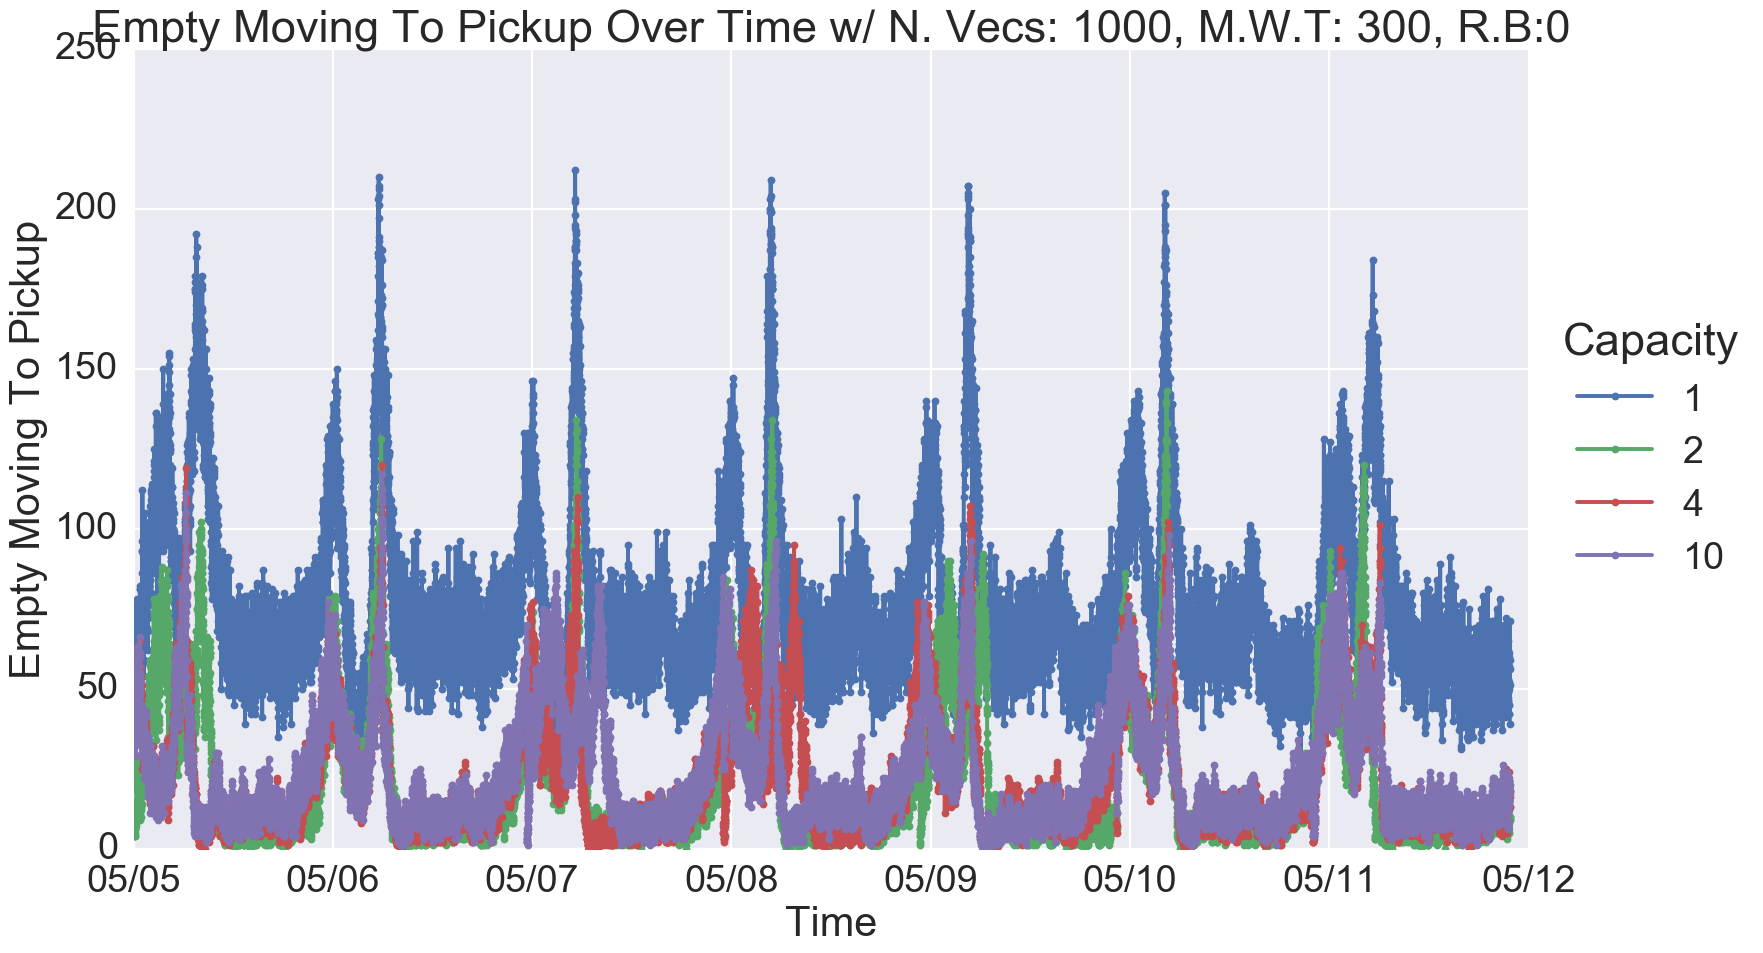 Empty Moving To Pickup Over Time w/ N. Vecs: 1000, M.W.T: 300, R.B:0
250
200
150
100
50
0
Empty Moving To Pickup
05/05 05/06 05/07 05/08 05/09 05/10 05/11 05/12
Time
Capacity
1
2
4
10